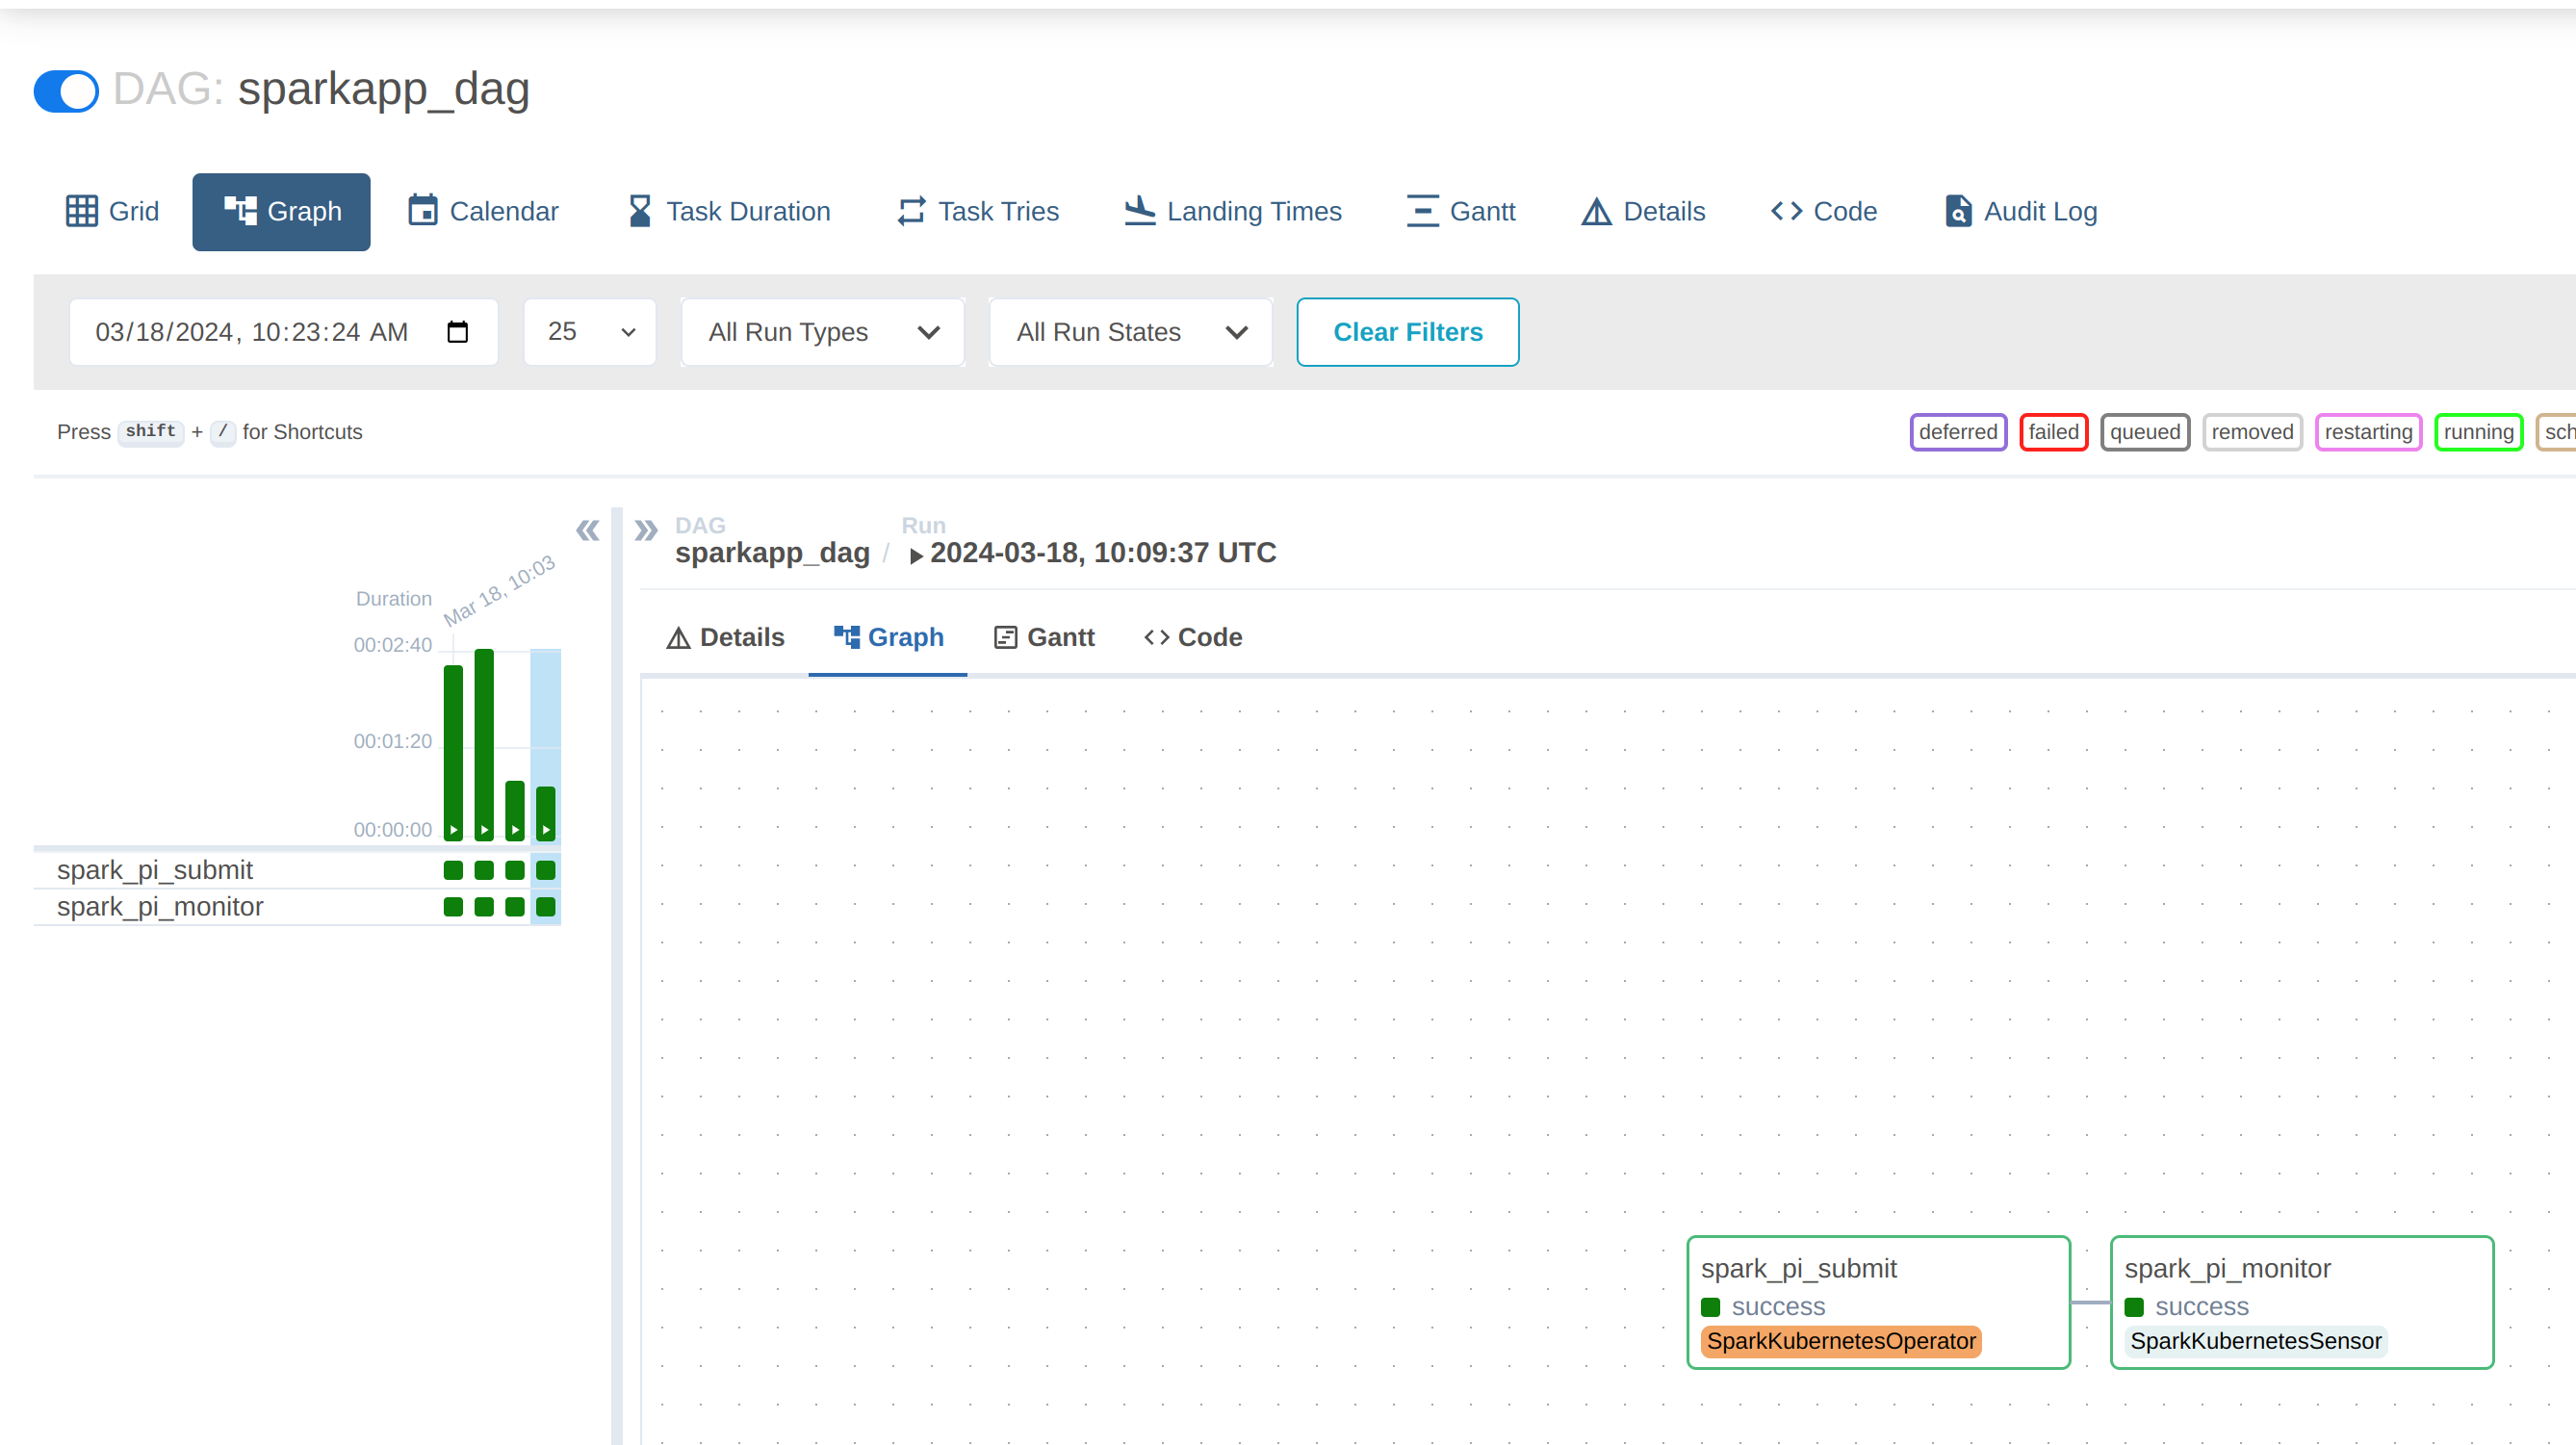 DAG: sparkapp_dag
Grid Graph Calendar Task Duration Task Tries Landing Times Gantt Details Code Audit Log
03/18/2024, 10:23:24 AM 25 All Run Types All Run States Clear Filters
Press shift + / for Shortcuts
deferred failed queued removed restarting running sch
DAG Run
sparkapp_dag / 2024-03-18, 10:09:37 UTC
Mar 18, 10:03
Duration
00:02:40
00:01:20
00:00:00
spark_pi_submit
spark_pi_monitor
Details Graph Gantt Code
spark_pi_submit
success
SparkKubernetesOperator
spark_pi_monitor
success
SparkKubernetesSensor